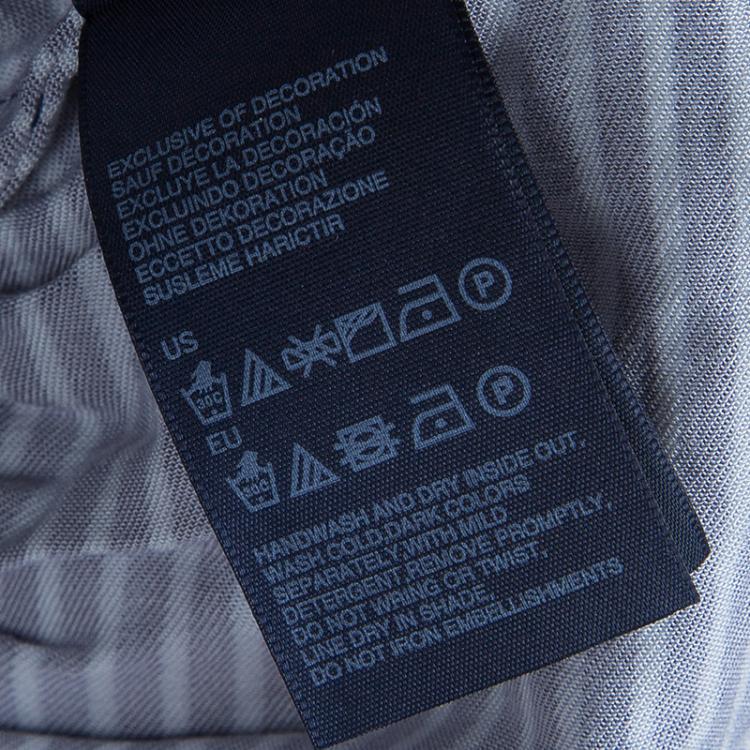 EXCLUSIVE OF DECORATION
SAUF DECORATION
EXCLUYE LA DECORACIÓN
EXCLUINDO DECORAÇÃO
OHNE DEKORATION
ECCETTO DECORAZIONE
SUSLEME HARICTIR
US
30C
P
EU
30C
P
HANDWASH AND DRY INSIDE OUT,
WASH COLD.DARK COLORS
SEPARATELY.WITH MILD
DETERGENT,REMOVE PROMPTLY,
DO NOT WRING OR TWIST,
LINE DRY IN SHADE,
DO NOT IRON EMBELLISHMENTS